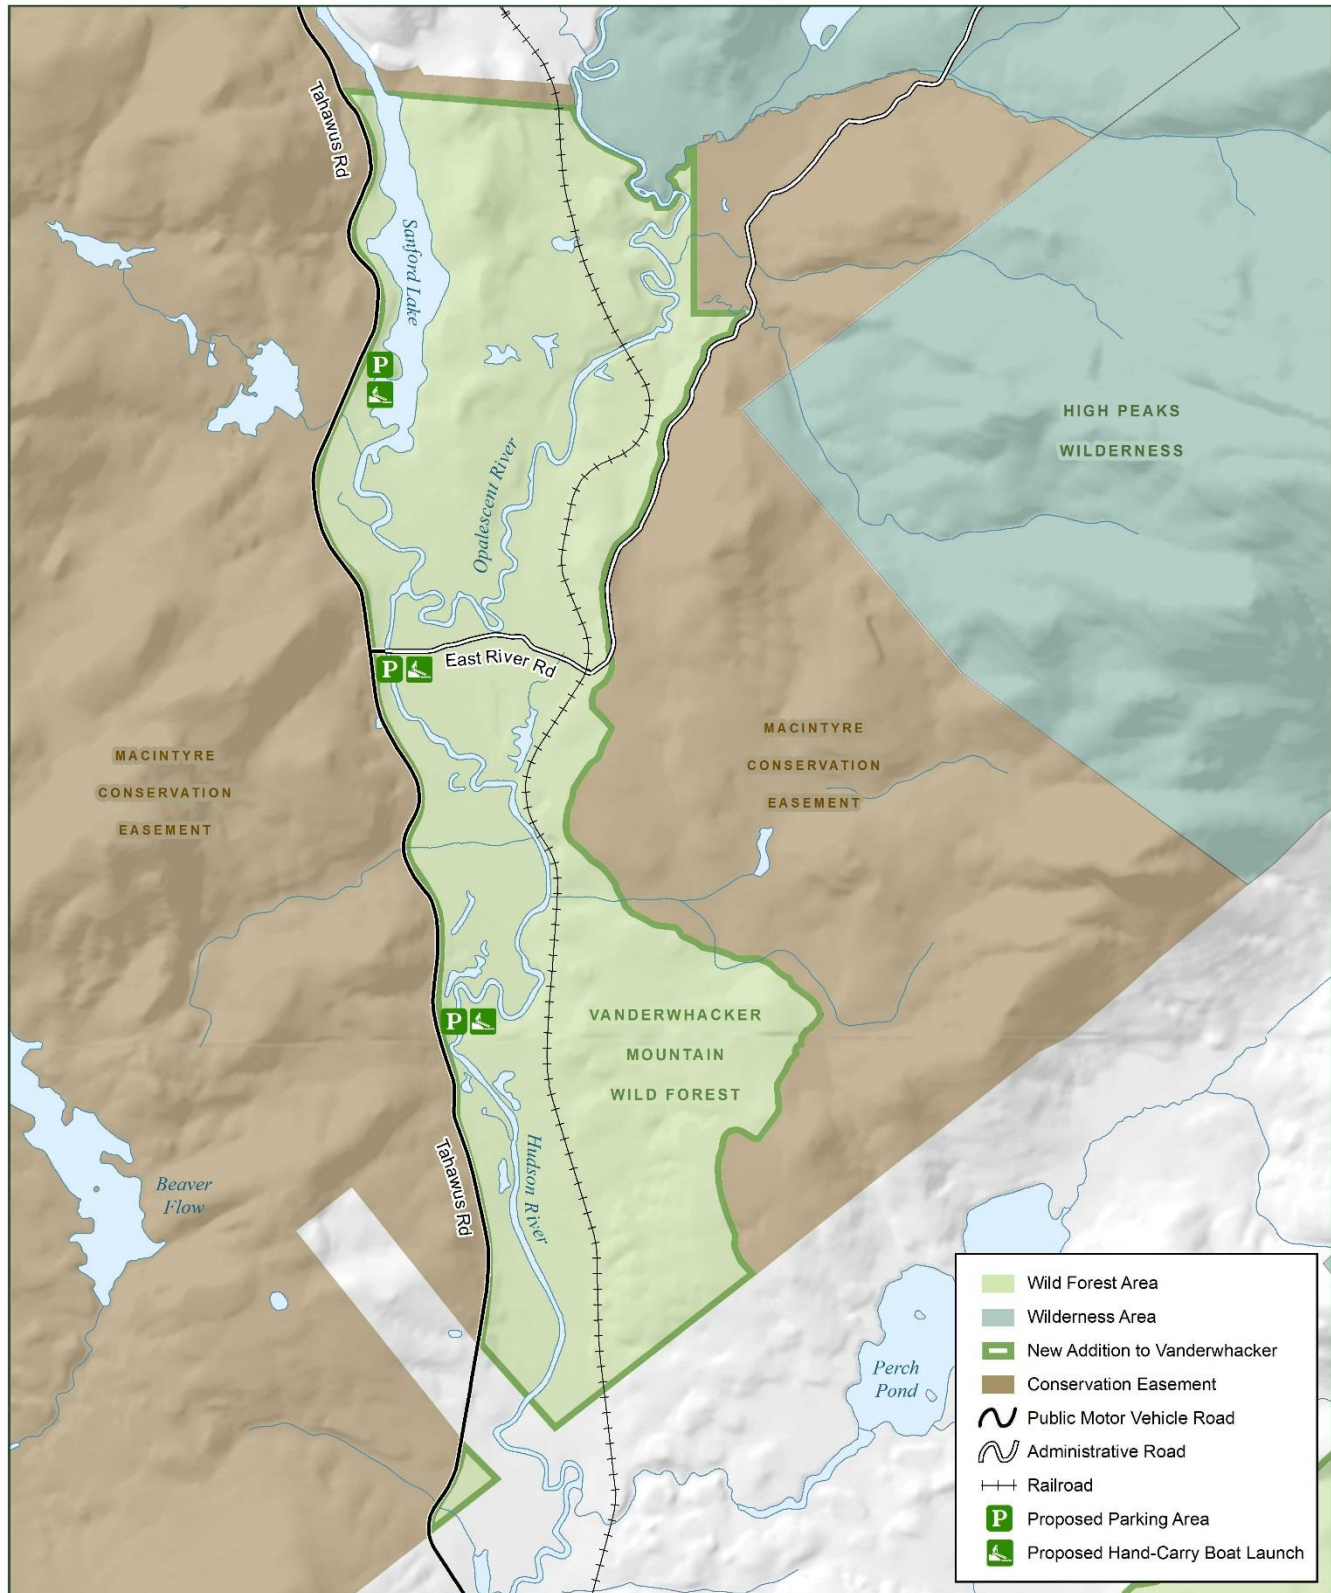 Tahawus Rd
Sanford Lake
HIGH PEAKS
WILDERNESS
Opalescent River
East River Rd
MACINTYRE
CONSERVATION
EASEMENT
MACINTYRE
CONSERVATION
EASEMENT
VANDERWHACKER
MOUNTAIN
WILD FOREST
Tahawus Rd
Hudson River
Beaver
Flow
Perch
Pond
P
P
P
Wild Forest Area
Wilderness Area
New Addition to Vanderwhacker
Conservation Easement
Public Motor Vehicle Road
Administrative Road
Railroad
P Proposed Parking Area
Proposed Hand-Carry Boat Launch